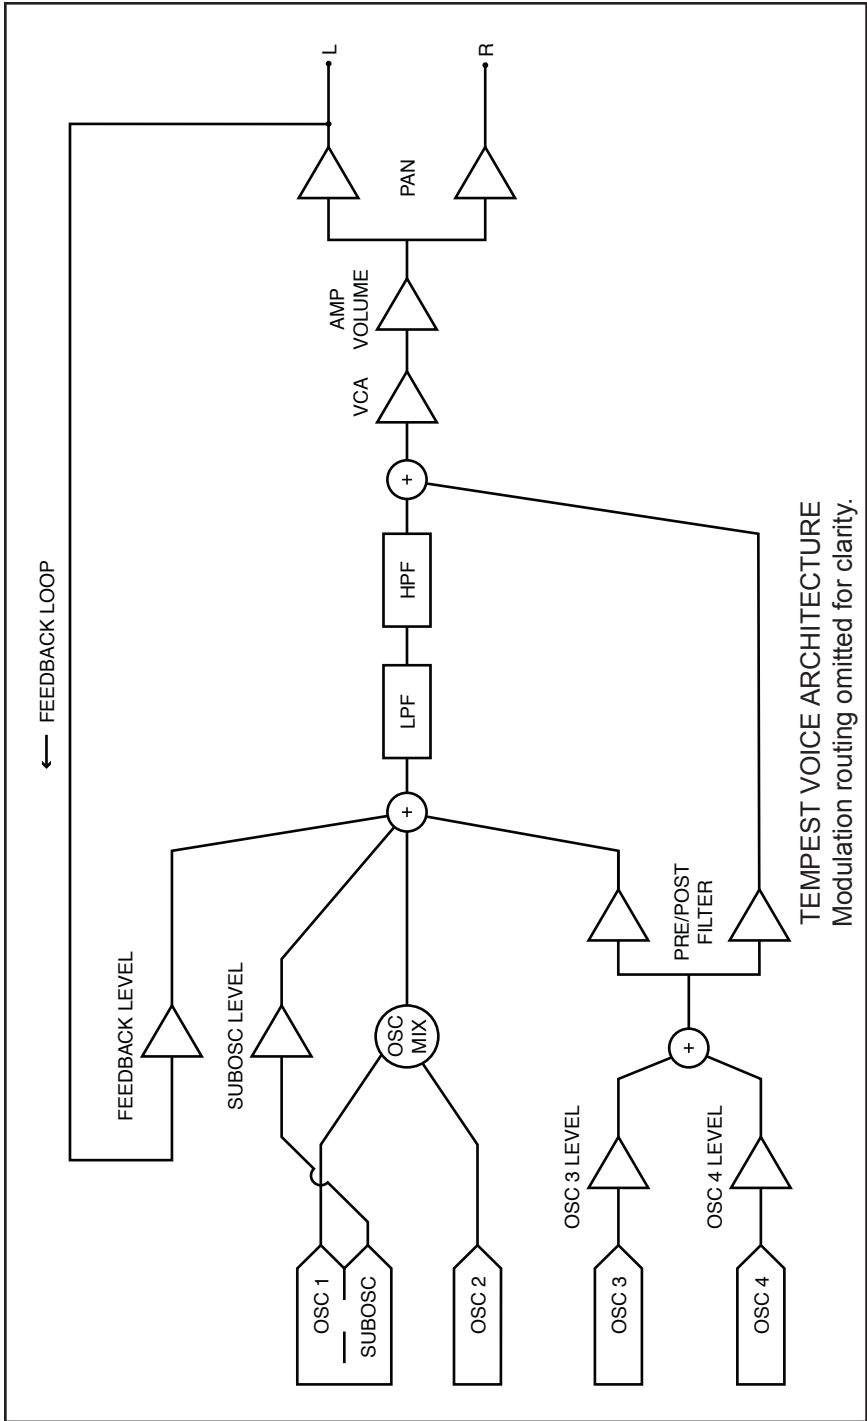 ← FEEDBACK LOOP
FEEDBACK LEVEL
SUBOSC LEVEL
OSC 1
SUBOSC
OSC
MIX
OSC 2
+
LPF
HPF
+
VCA
AMP
VOLUME
PAN
L
R
OSC 3
OSC 3 LEVEL
OSC 4
OSC 4 LEVEL
+
PRE/POST
FILTER
TEMPEST VOICE ARCHITECTURE
Modulation routing omitted for clarity.